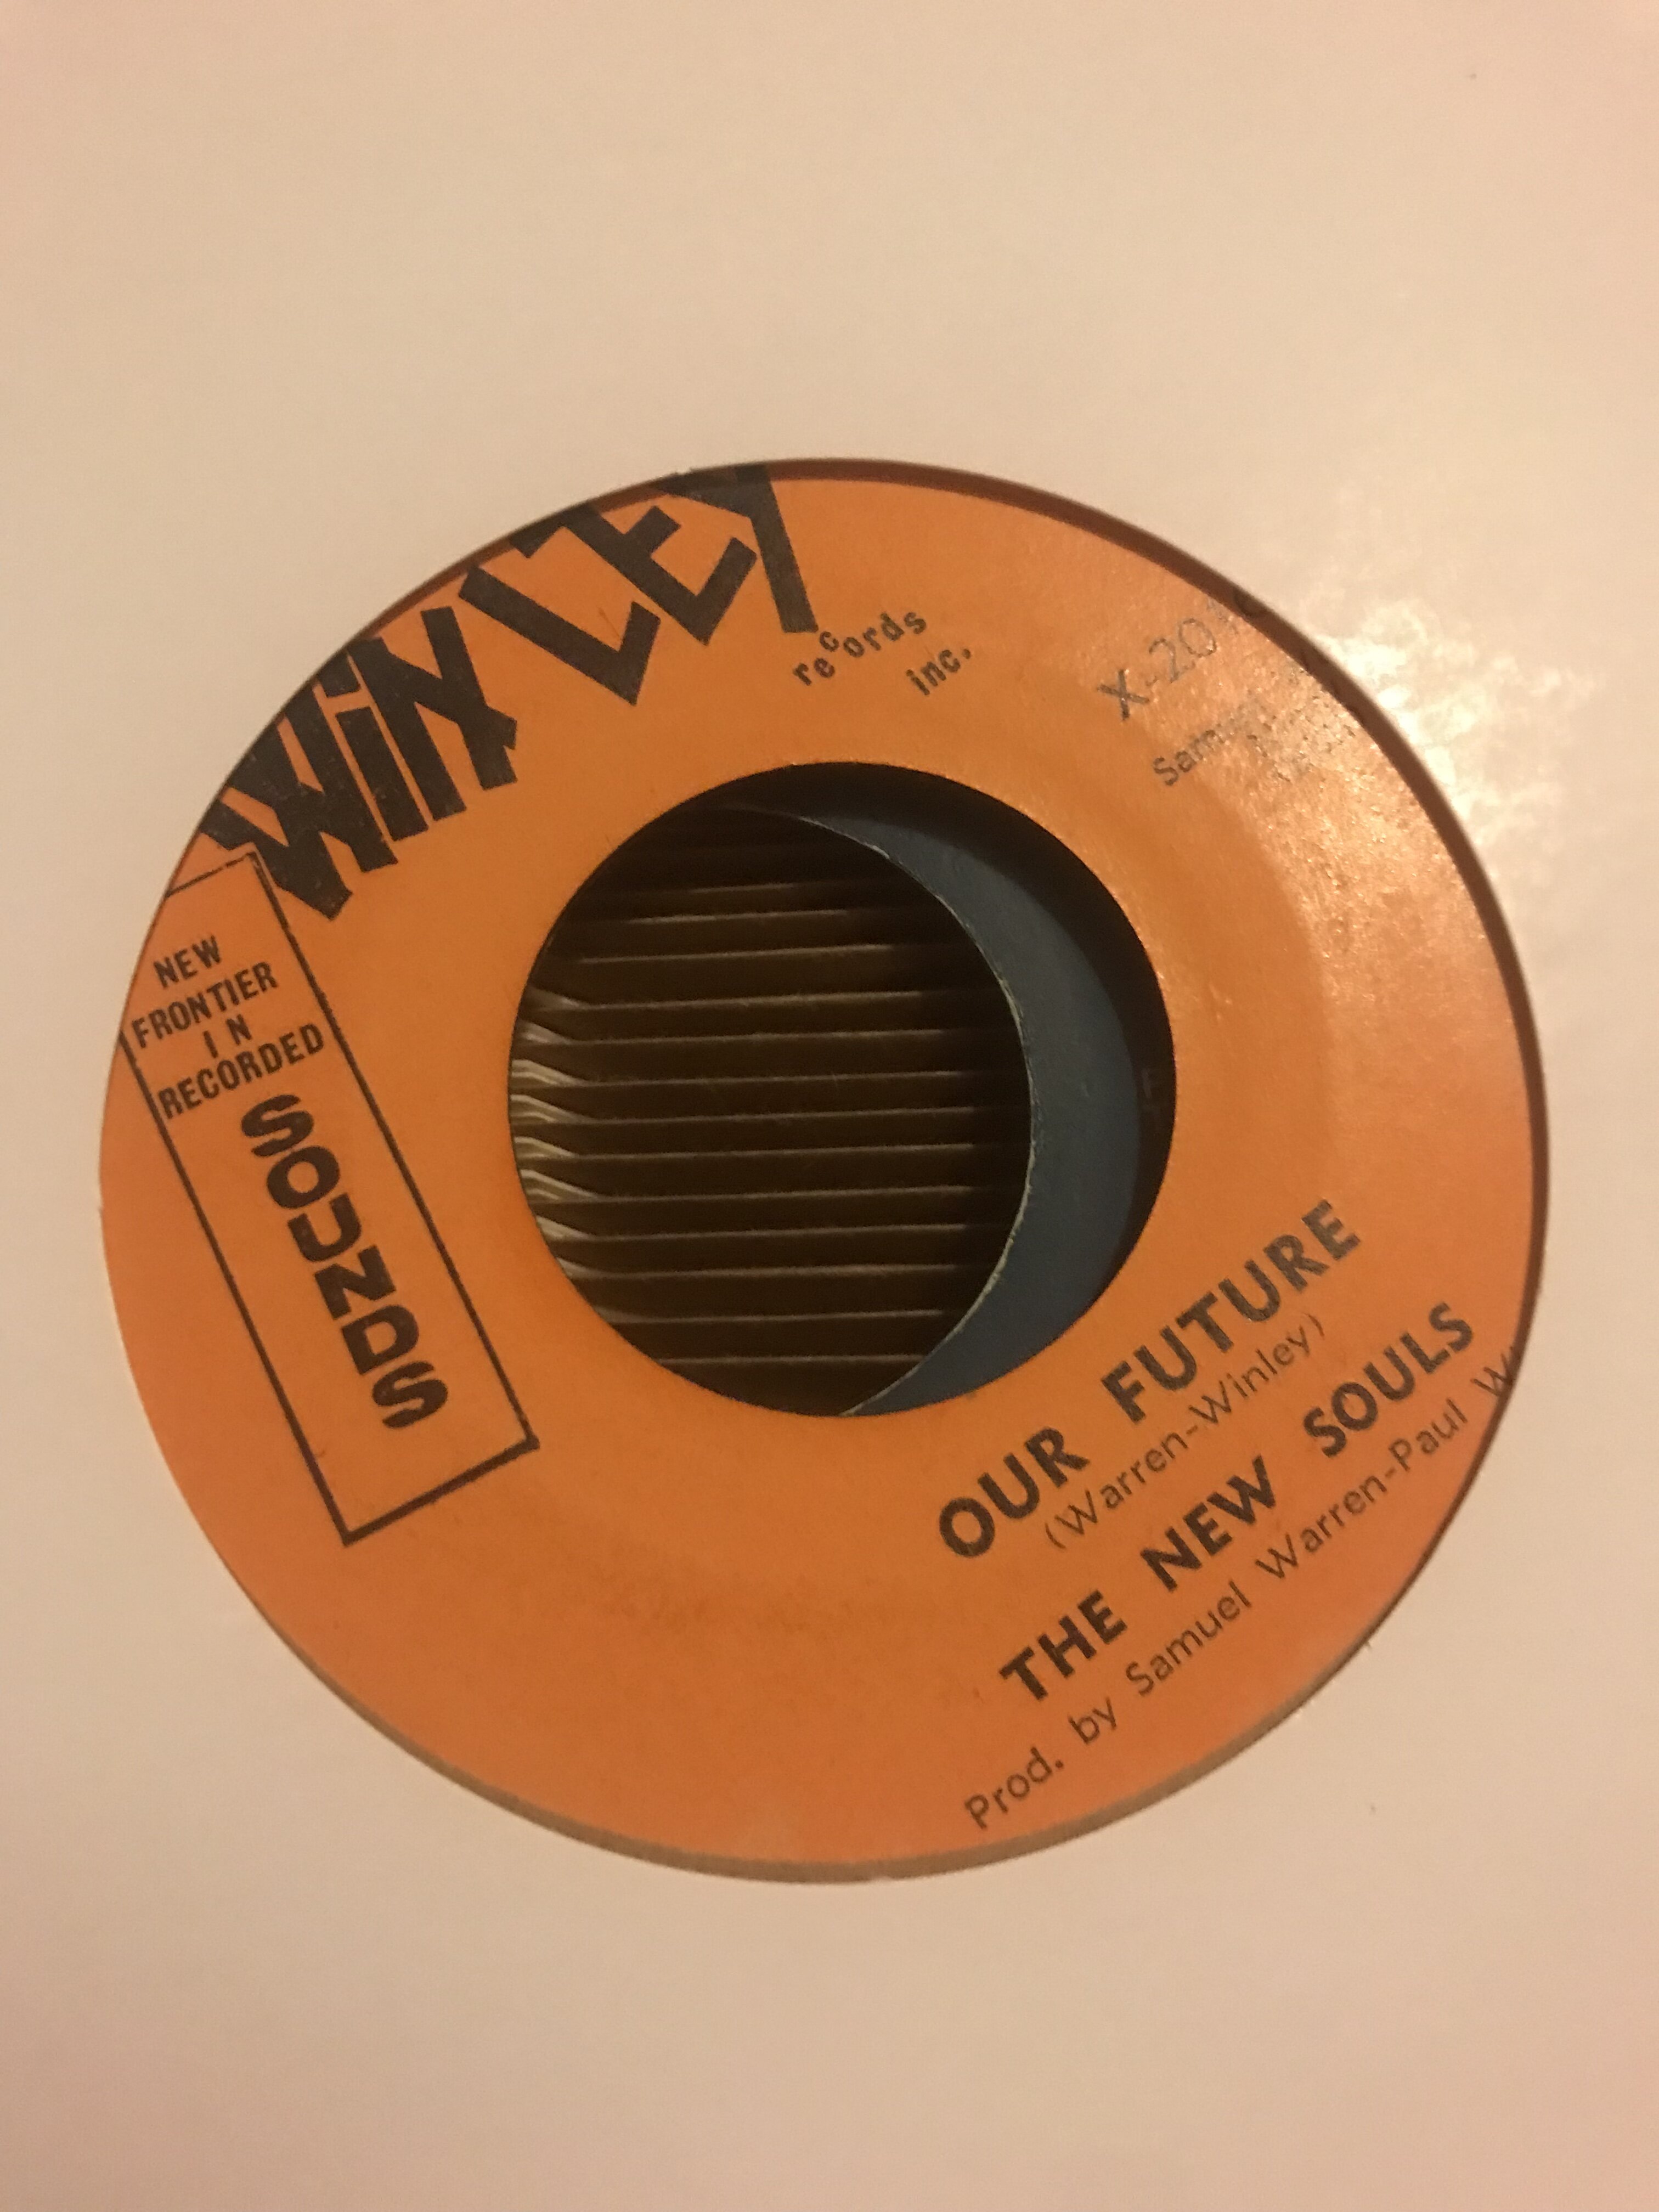 WINLEY
records
inc.
NEW
FRONTIER
IN
RECORDED
SOUNDS
OUR FUTURE
(Warren-Winley)
THE NEW SOULS
Prod. by Samuel Warren-Paul